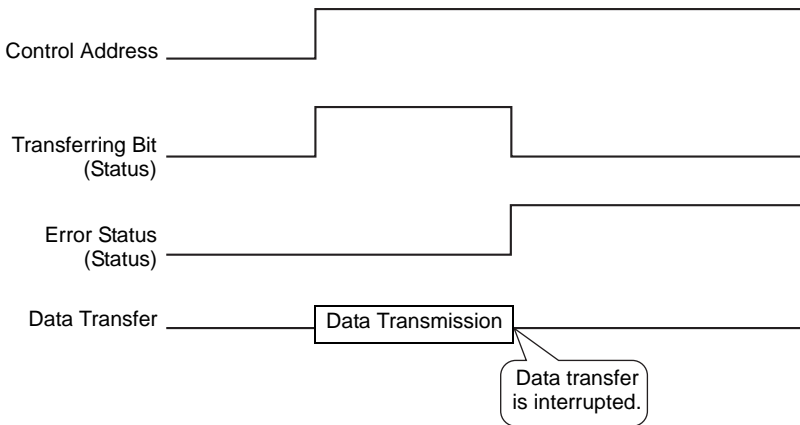 Control Address
Transferring Bit
(Status)
Error Status
(Status)
Data Transfer
Data Transmission
Data transfer
is interrupted.